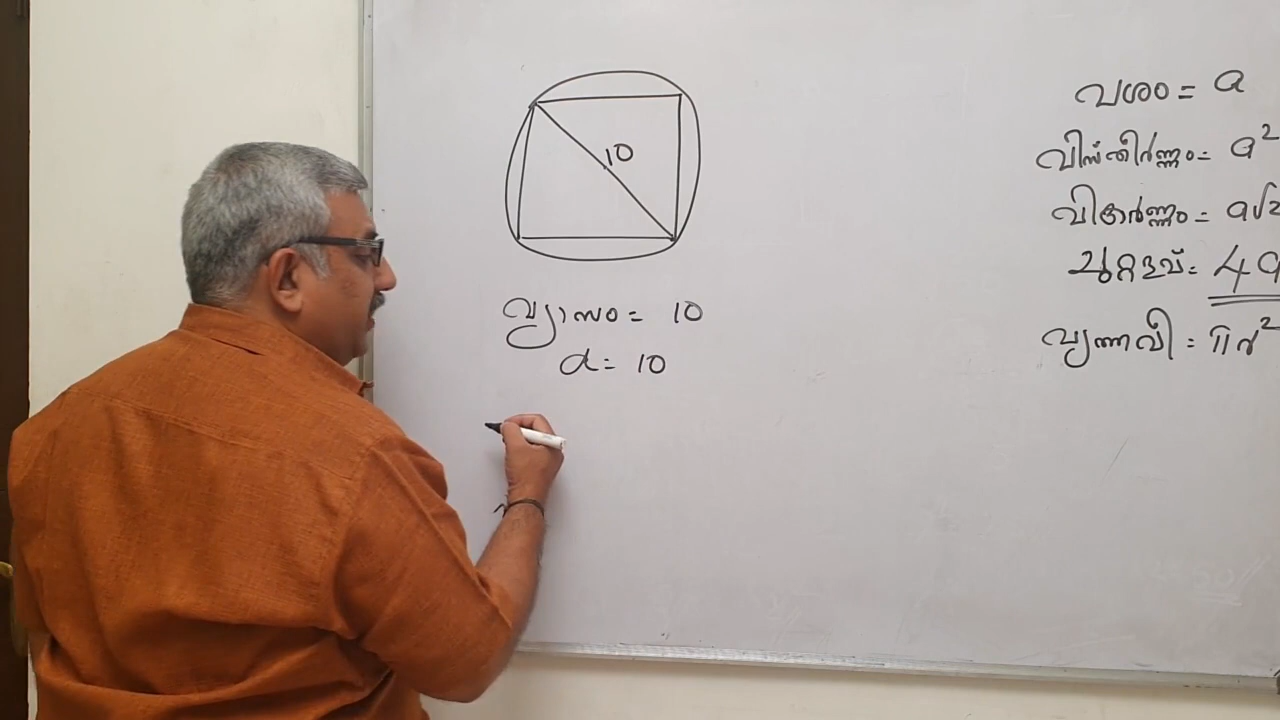 10
വ്യാസം = 10
d = 10
വശം = a
വിസ്തീർണ്ണം = a²
വികർണ്ണം = a√2
ചുറ്റളവ് = 4a
വൃത്തവി = πr²